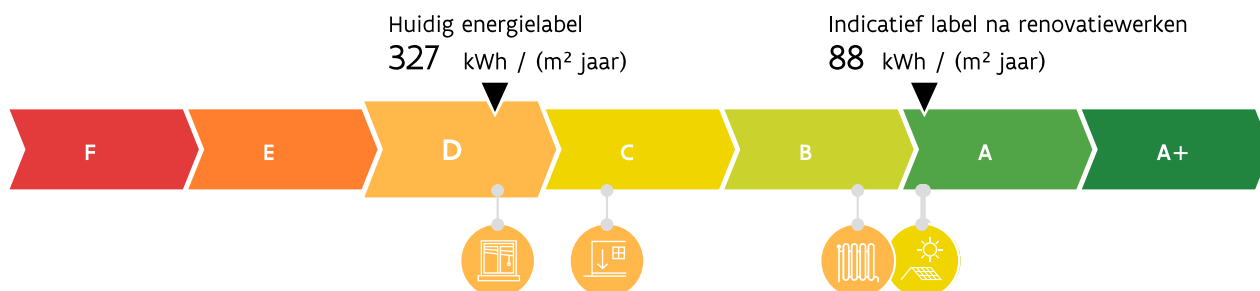 Huidig energielabel
327 kWh / (m² jaar)
Indicatief label na renovatiewerken
88 kWh / (m² jaar)
F E D C B A A+